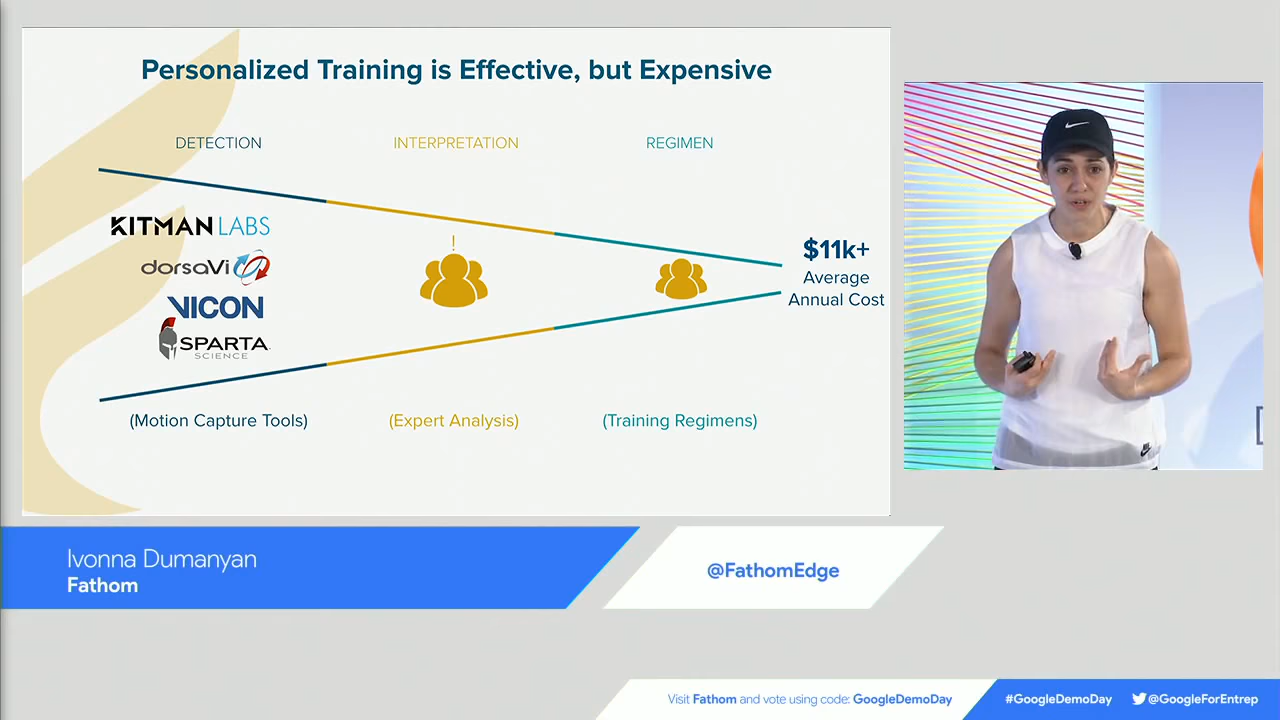 Personalized Training is Effective, but Expensive
DETECTION
INTERPRETATION
REGIMEN
KITMAN LABS
dorsaVi
VICON
SPARTA
SCIENCE
!
$11k+
Average
Annual Cost
(Motion Capture Tools)
(Expert Analysis)
(Training Regimens)
Ivonna Dumanyan
Fathom
@FathomEdge
Visit Fathom and vote using code: GoogleDemoDay
#GoogleDemoDay
@GoogleForEntrep